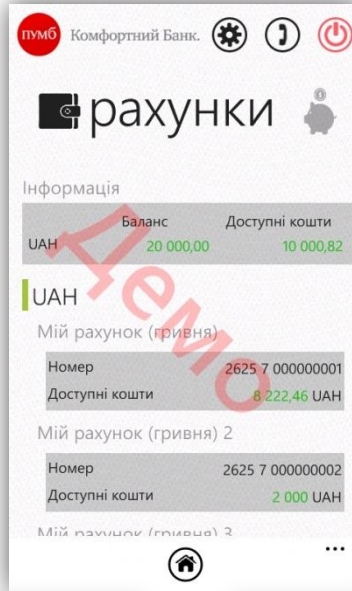 ПУМБ Комфортний Банк.
рахунки
Інформація
Баланс Доступні кошти
UAH 20 000,00 10 000,82
Демо
UAH
Мій рахунок (гривня)
Номер 2625 7 000000001
Доступні кошти 8 222,46 UAH
Мій рахунок (гривня) 2
Номер 2625 7 000000002
Доступні кошти 2 000 UAH
Мій рахунок (гривня) 3